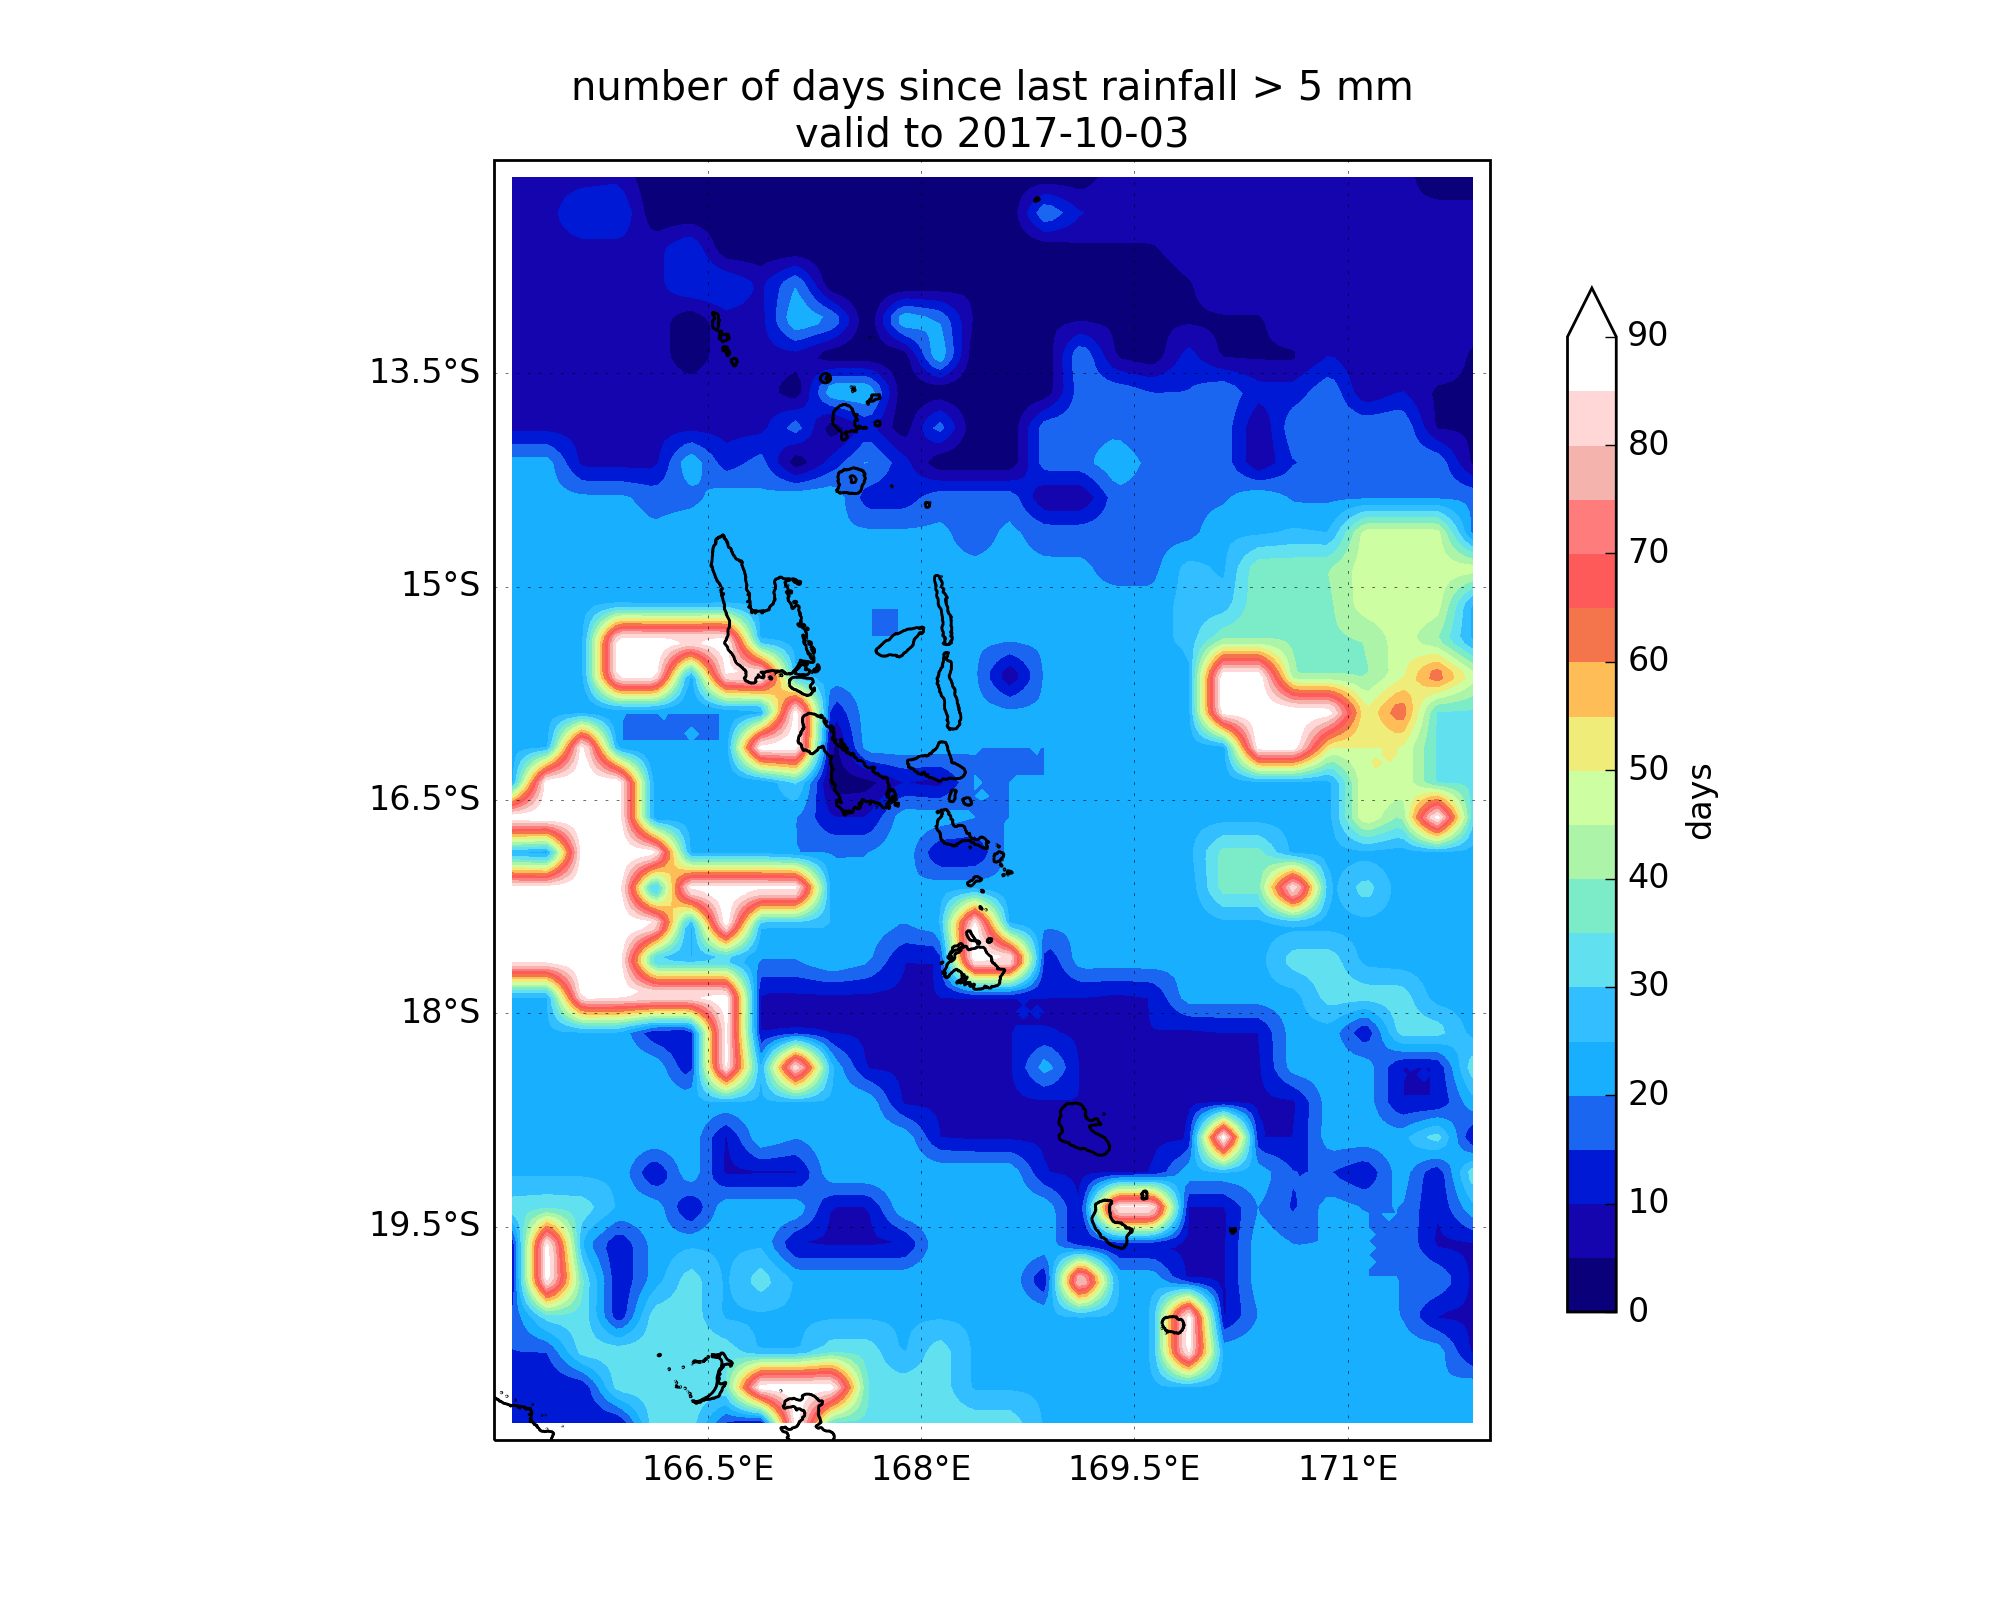 number of days since last rainfall > 5 mm
valid to 2017-10-03
13.5°S
15°S
16.5°S
18°S
19.5°S
166.5°E
168°E
169.5°E
171°E
90
80
70
60
50
40
30
20
10
0
days